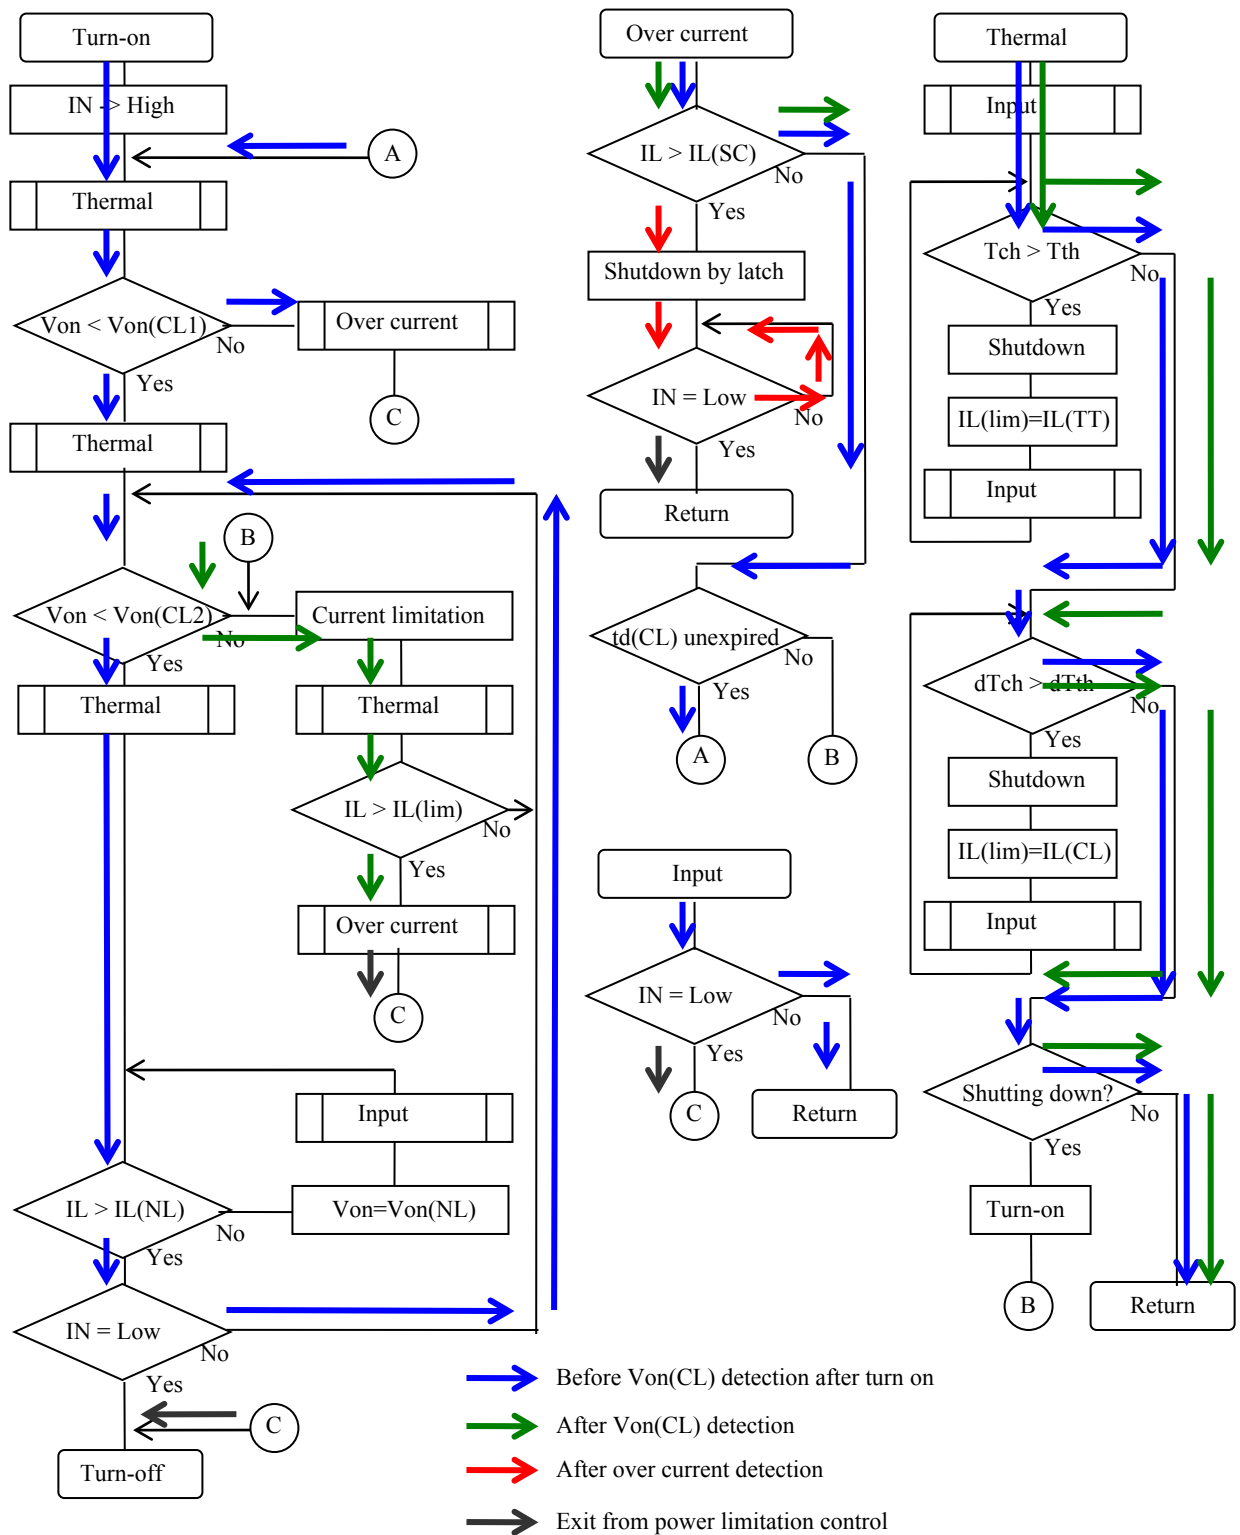 Turn-on
IN -> High
A
Thermal
Von < Von(CL1)
No
Yes
Over current
C
Thermal
B
Von < Von(CL2)
No
Yes
Current limitation
Thermal
Thermal
IL > IL(lim)
No
Yes
Over current
C
Input
Von=Von(NL)
IL > IL(NL)
No
Yes
IN = Low
No
Yes
C
Turn-off
Over current
IL > IL(SC)
No
Yes
Shutdown by latch
IN = Low
No
Yes
Return
td(CL) unexpired
No
Yes
A
B
Input
IN = Low
No
Yes
C
Return
Thermal
Input
Tch > Tth
No
Yes
Shutdown
IL(lim)=IL(TT)
Input
dTch > dTth
No
Yes
Shutdown
IL(lim)=IL(CL)
Input
Shutting down?
No
Yes
Turn-on
B
Return
Before Von(CL) detection after turn on
After Von(CL) detection
After over current detection
Exit from power limitation control